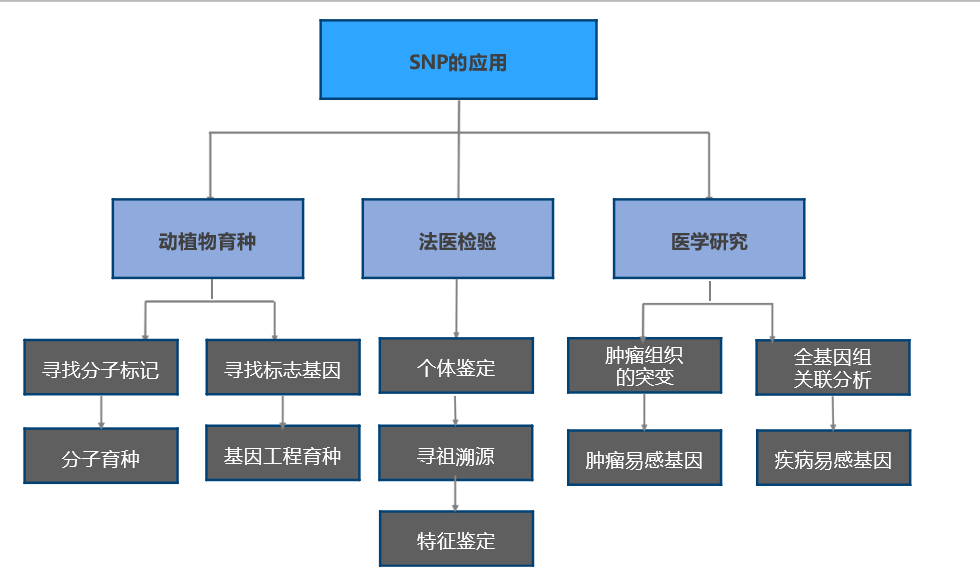 SNP的应用
动植物育种
法医检验
医学研究
寻找分子标记
寻找标志基因
个体鉴定
肿瘤组织
的突变
全基因组
关联分析
分子育种
基因工程育种
寻祖溯源
肿瘤易感基因
疾病易感基因
特征鉴定